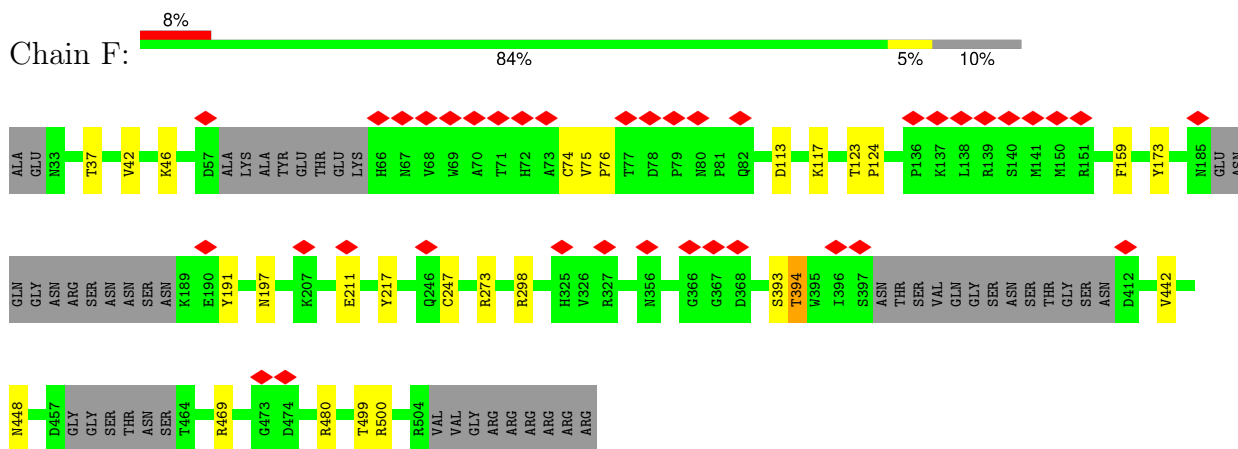 8%
Chain F:
84% 5% 10%
ALA GLU N33 T37 V42 K46 D57 ALA LYS ALA TYR GLU THR GLU LYS H66 N67 V68 W69 A70 T71 H72 A73 C74 V75 P76 T77 D78 P79 N80 P81 Q82 D113 K117 T123 P124 P136 K137 L138 R139 S140 M141 M150 R151 F159 Y173 N185 GLU ASN
GLN GLY ASN ARG SER ASN ASN SER ASN K189 E190 Y191 N197 K207 E211 Y217 Q246 C247 R273 R298 H325 V326 R327 N356 G366 G367 D368 S393 T394 W395 I396 S397 ASN THR SER VAL GLN GLY SER ASN SER THR GLY SER ASN D412 V442
N448 D457 GLY GLY SER THR ASN SER T464 R469 G473 D474 R480 T499 R500 R504 VAL VAL GLY ARG ARG ARG ARG ARG ARG